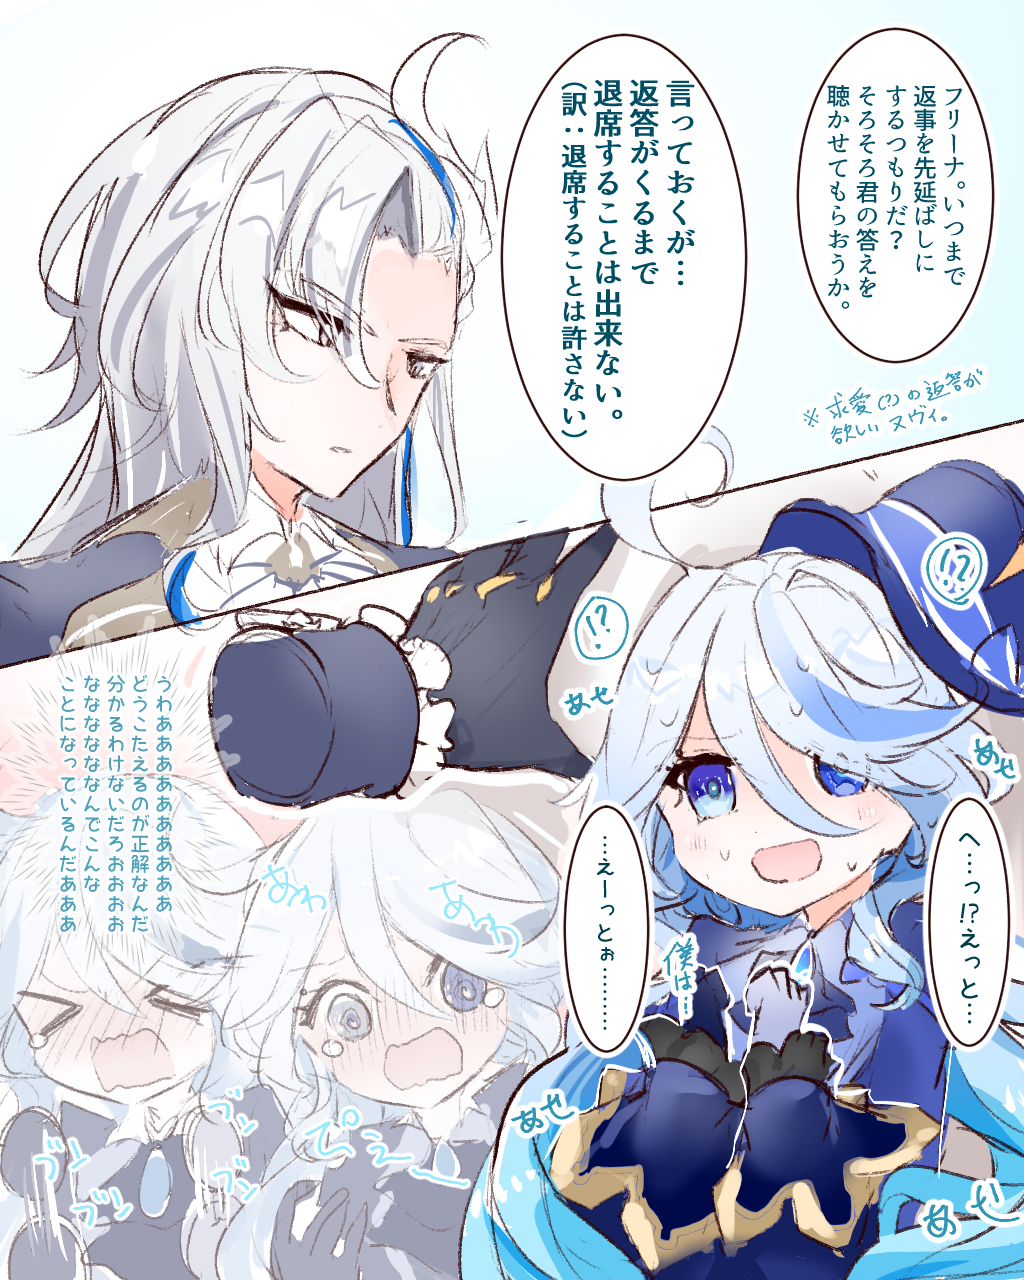 フリーナ。いつまで
返事を先延ばしに
するつもりだ？
そろそろ君の答えを
聴かせてもらおうか。
※求愛(?)の返答が
欲しいヌヴィ。
言っておくが…
返答がくるまで
退席することは出来ない。
(訳：退席することは許さない)
!?
!?
あせ
あせ
へ…っ!?えっと…
…えーっとぉ………
僕は…
あせ
あせ
うわあああああああああああ
どうこたえるのが正解なんだ
分かるわけないだろおおおお
なななななななんでこんな
ことになっているんだあああ
あわ
あわ
ブン
ブン
ブン
ブン
ぴえー